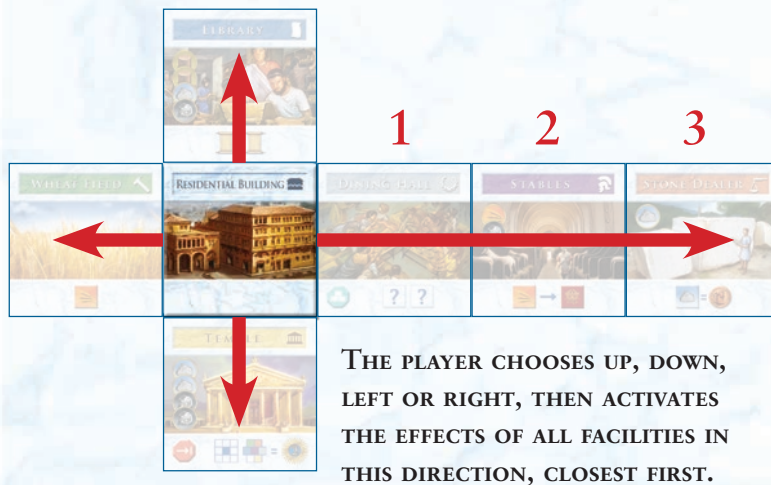 LIBRARY
1 2 3
WHEAT FIELD
RESIDENTIAL BUILDING
DINING HALL
STABLES
STONE DEALER
? ?
=
TEMPLE
=
THE PLAYER CHOOSES UP, DOWN,
LEFT OR RIGHT, THEN ACTIVATES
THE EFFECTS OF ALL FACILITIES IN
THIS DIRECTION, CLOSEST FIRST.